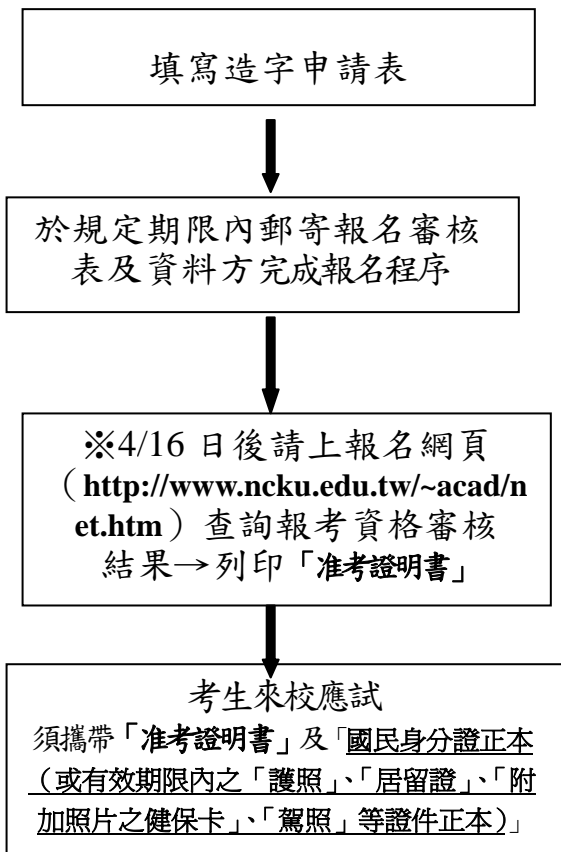 填寫造字申請表
於規定期限內郵寄報名審核
表及資料方完成報名程序
※4/16 日後請上報名網頁
（http://www.ncku.edu.tw/~acad/n
et.htm）查詢報考資格審核
結果→列印「准考證明書」
考生來校應試
須攜帶「准考證明書」及「國民身分證正本
（或有效期限內之「護照」、「居留證」、「附
加照片之健保卡」、「駕照」等證件正本）」